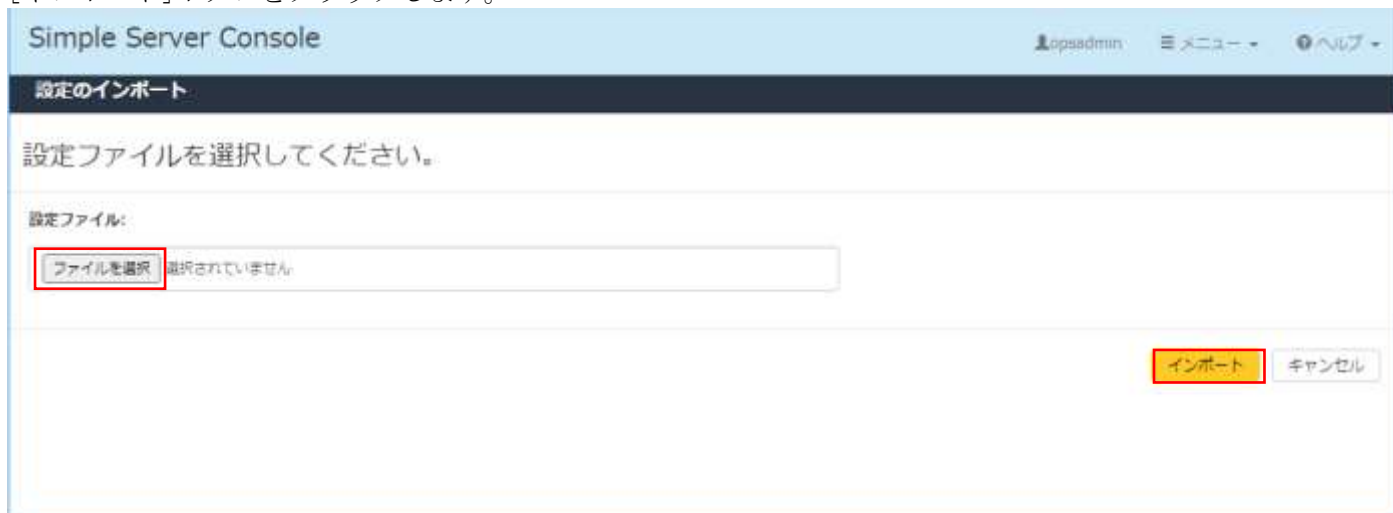 Simple Server Console opsadmin メニュー ヘルプ
設定のインポート
設定ファイルを選択してください。
設定ファイル:
ファイルを選択 選択されていません
インポート キャンセル